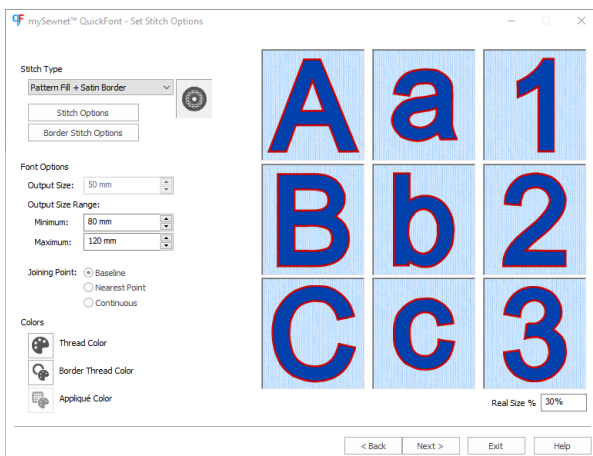 mySewnet™ QuickFont - Set Stitch Options
Stitch Type
Pattern Fill + Satin Border
Stitch Options
Border Stitch Options
Font Options
Output Size: 50 mm
Output Size Range:
Minimum: 80 mm
Maximum: 120 mm
Joining Point: Baseline
Nearest Point
Continuous
Colors
Thread Color
Border Thread Color
Appliqué Color
A a 1
B b 2
C c 3
Real Size % 30%
< Back Next > Exit Help